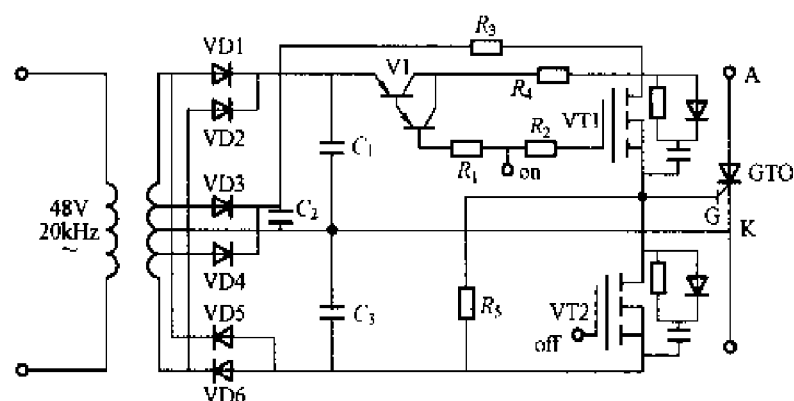 VD1
VD2
VD3
VD4
VD5
VD6
48V
20kHz
~
C₁
C₂
C₃
V1
R₃
R₄
R₁
R₂
on
VT1
A
GTO
G
K
R₅
VT2
off